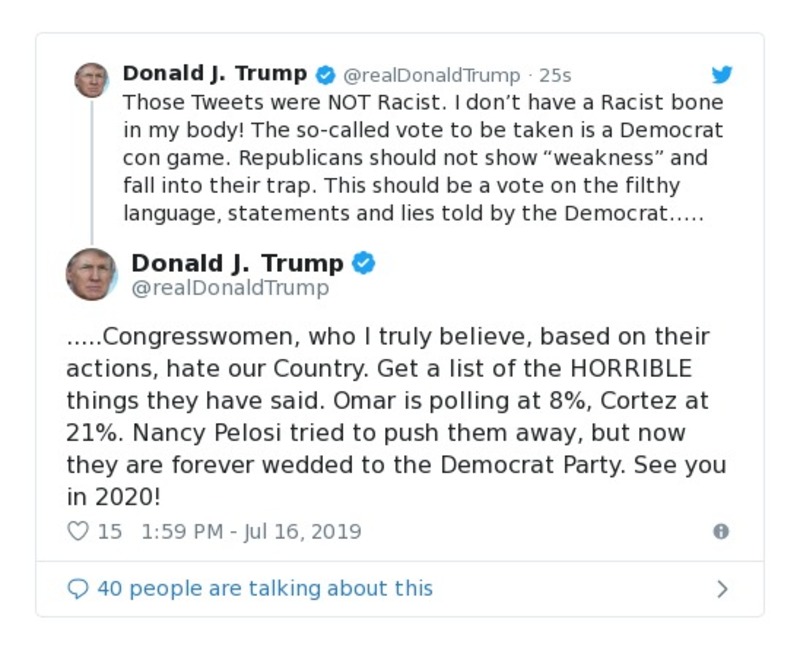 Donald J. Trump @realDonaldTrump · 25s
Those Tweets were NOT Racist. I don’t have a Racist bone
in my body! The so-called vote to be taken is a Democrat
con game. Republicans should not show “weakness” and
fall into their trap. This should be a vote on the filthy
language, statements and lies told by the Democrat.....
Donald J. Trump
@realDonaldTrump
.....Congresswomen, who I truly believe, based on their
actions, hate our Country. Get a list of the HORRIBLE
things they have said. Omar is polling at 8%, Cortez at
21%. Nancy Pelosi tried to push them away, but now
they are forever wedded to the Democrat Party. See you
in 2020!
15 1:59 PM - Jul 16, 2019
40 people are talking about this